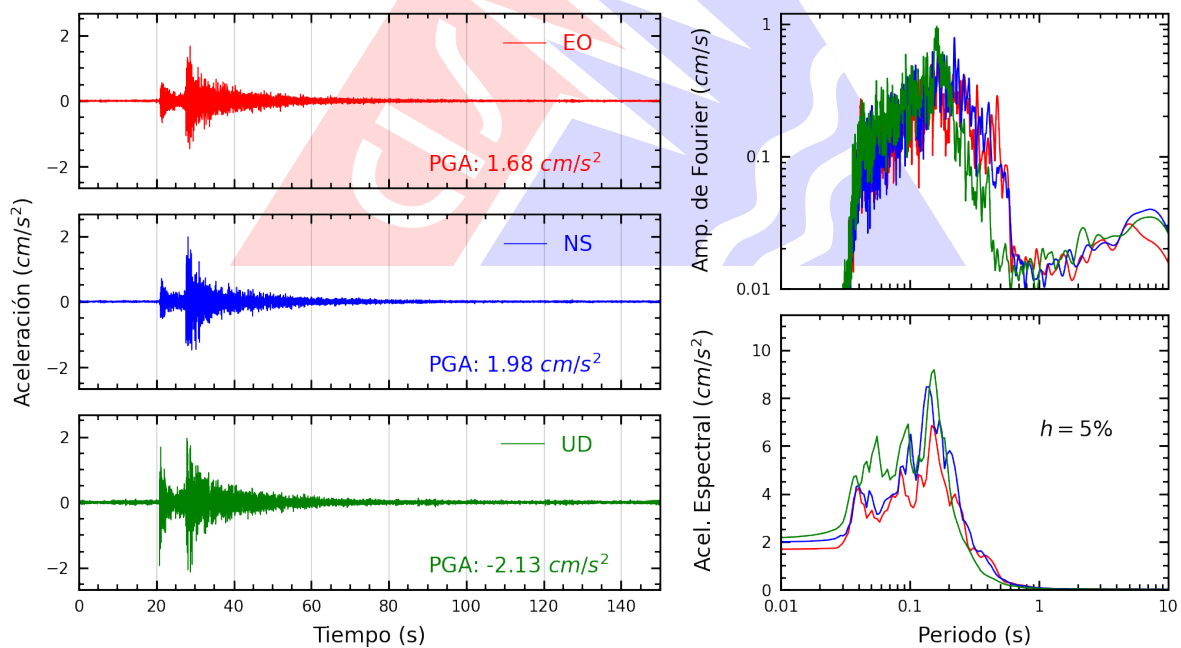 Aceleración (cm/s²)
2
0
−2
EO
PGA: 1.68 cm/s²
2
0
−2
NS
PGA: 1.98 cm/s²
2
0
−2
UD
PGA: -2.13 cm/s²
0 20 40 60 80 100 120 140
Tiempo (s)
Amp. de Fourier (cm/s)
1
0.1
0.01
Acel. Espectral (cm/s²)
10
8
6
4
2
0
h = 5%
0.01 0.1 1 10
Periodo (s)
CIS